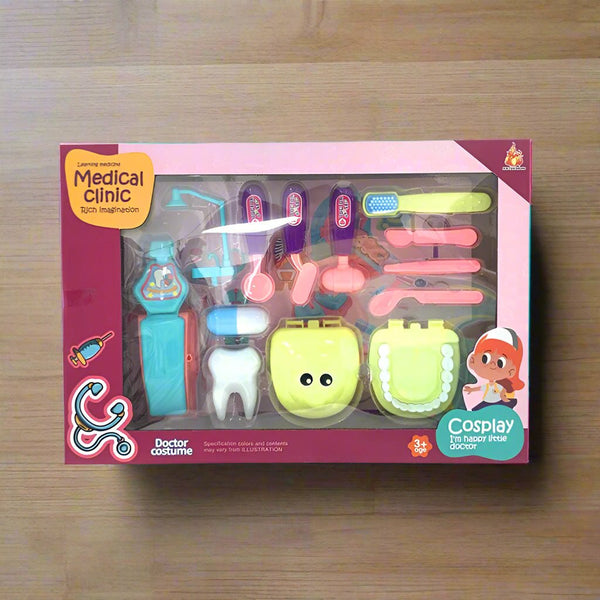 Learning medicine
Medical
clinic
Rich imagination
Doctor
costume
Specification colors and contents
may vary from ILLUSTRATION
3+
age
Cosplay
I'm happy little
doctor